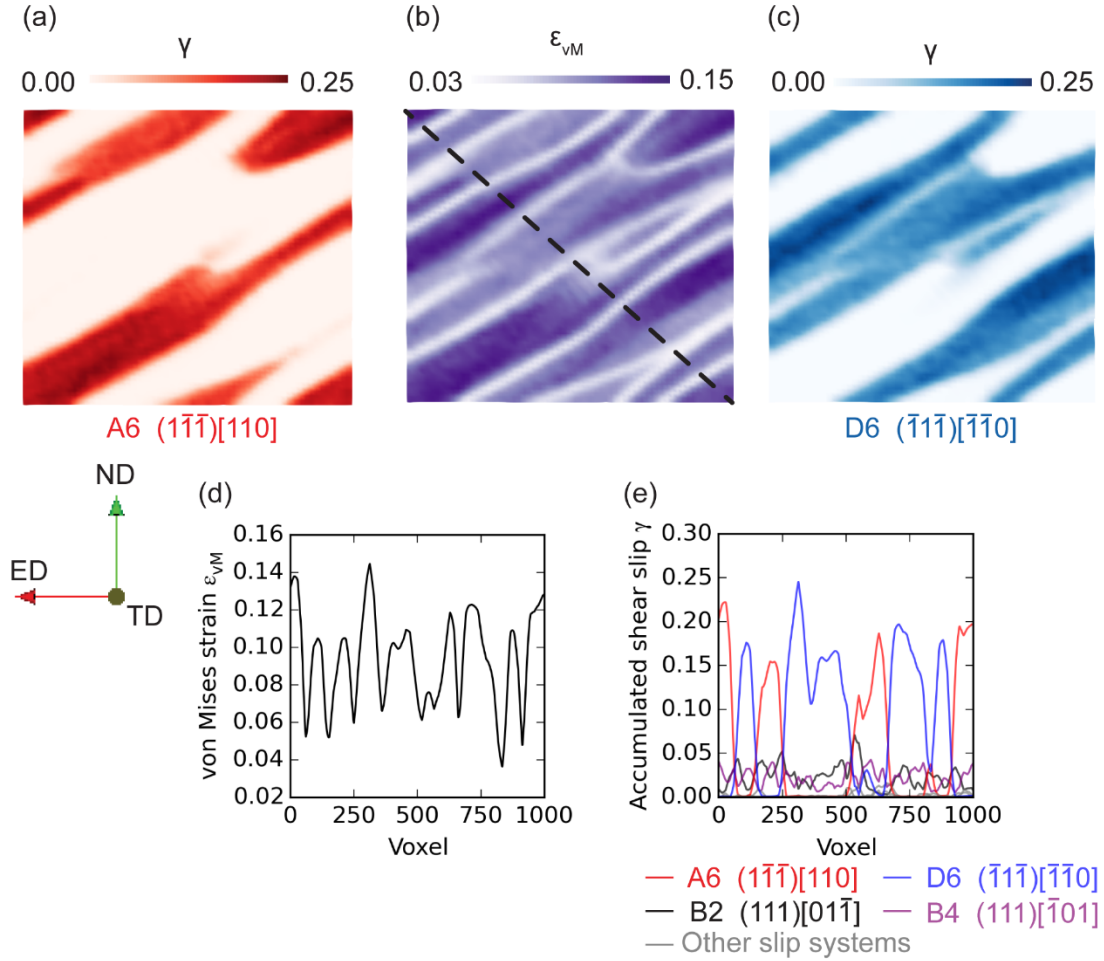 (a)
γ
0.00 0.25
A6 (11̅1̅)[110]
(b)
ε_vM
0.03 0.15
(c)
γ
0.00 0.25
D6 (1̅11̅)[1̅1̅0]
ND
ED
TD
(d)
von Mises strain ε_vM
0.16
0.14
0.12
0.10
0.08
0.06
0.04
0.02
0 250 500 750 1000
Voxel
(e)
Accumulated shear slip γ
0.30
0.25
0.20
0.15
0.10
0.05
0.00
0 250 500 750 1000
Voxel
A6 (11̅1̅)[110] D6 (1̅11̅)[1̅1̅0]
B2 (111)[011̅] B4 (111)[1̅01]
Other slip systems